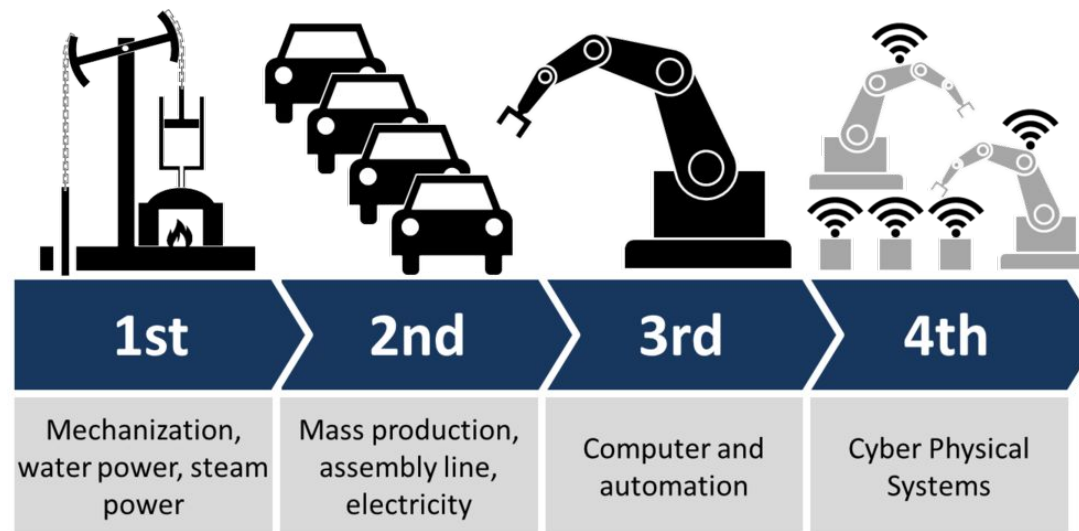 1st
2nd
3rd
4th
Mechanization,
water power, steam
power
Mass production,
assembly line,
electricity
Computer and
automation
Cyber Physical
Systems